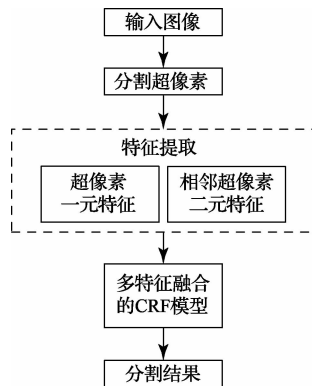 输入图像
分割超像素
特征提取
超像素
一元特征
相邻超像素
二元特征
多特征融合
的CRF模型
分割结果